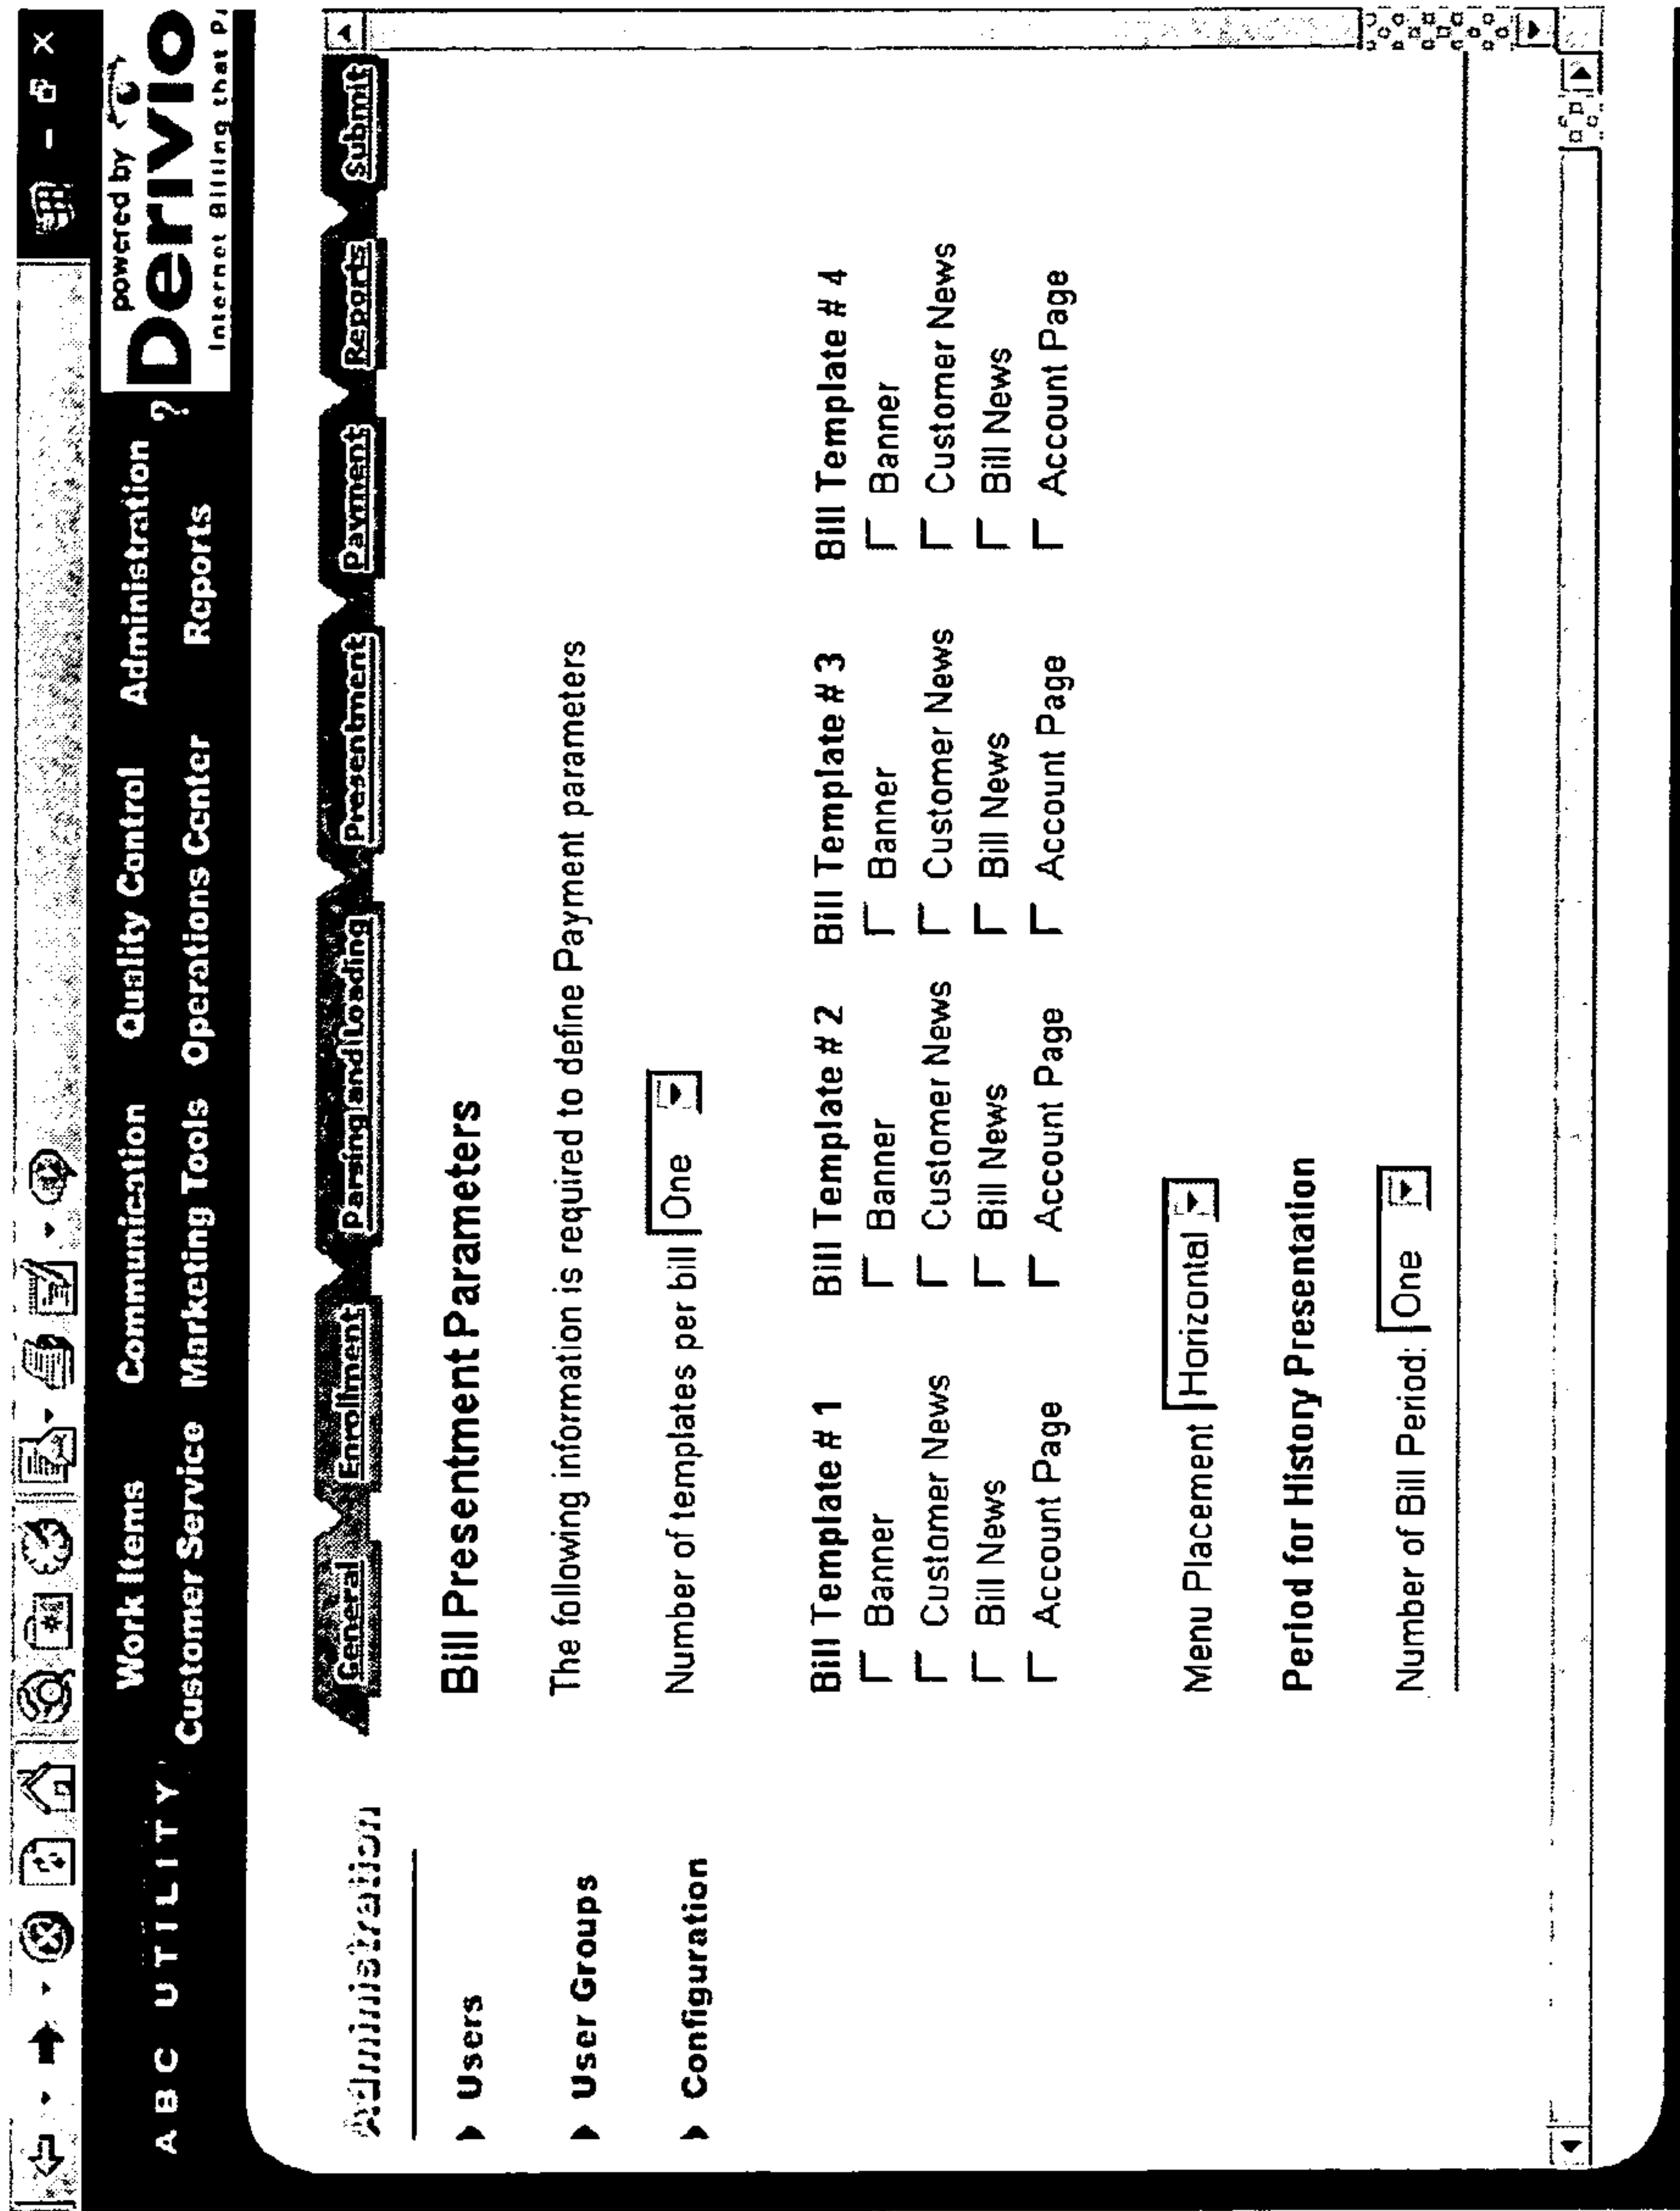 powered by
Derivio
Internet Billing that
ABC UTILITY
Work Items Communication Quality Control Administration ?
Customer Service Marketing Tools Operations Center Reports
Administration
General Enrollment Parsing and Loading Presentment Payment Reports Submit
Users
User Groups
Configuration
Bill Presentment Parameters
The following information is required to define Payment parameters
Number of templates per bill One
Bill Template # 1 Bill Template # 2 Bill Template # 3 Bill Template # 4
Banner Banner Banner Banner
Customer News Customer News Customer News Customer News
Bill News Bill News Bill News Bill News
Account Page Account Page Account Page Account Page
Menu Placement Horizontal
Period for History Presentation
Number of Bill Period: One